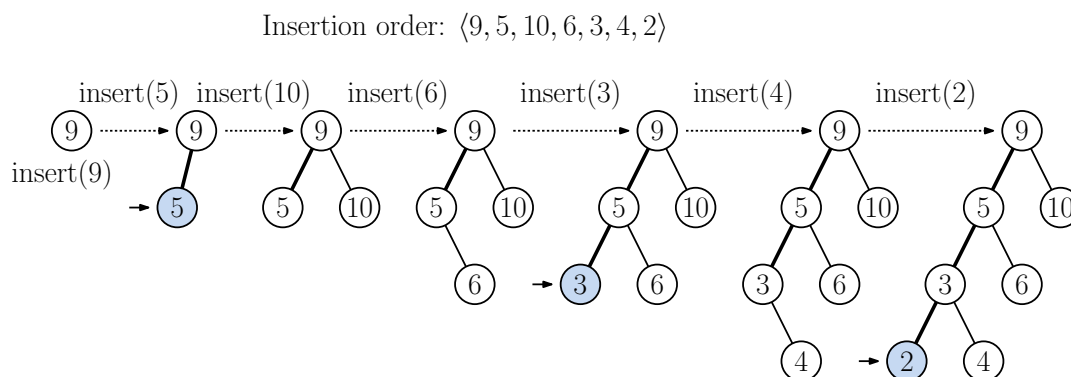 Insertion order: ⟨9, 5, 10, 6, 3, 4, 2⟩
insert(5) insert(10) insert(6) insert(3) insert(4) insert(2)
9 9 9 9 9 9 9
insert(9)
5 5 10 5 10 5 10 5 10 5 10
6 3 6 3 6 3 6
4 2 4